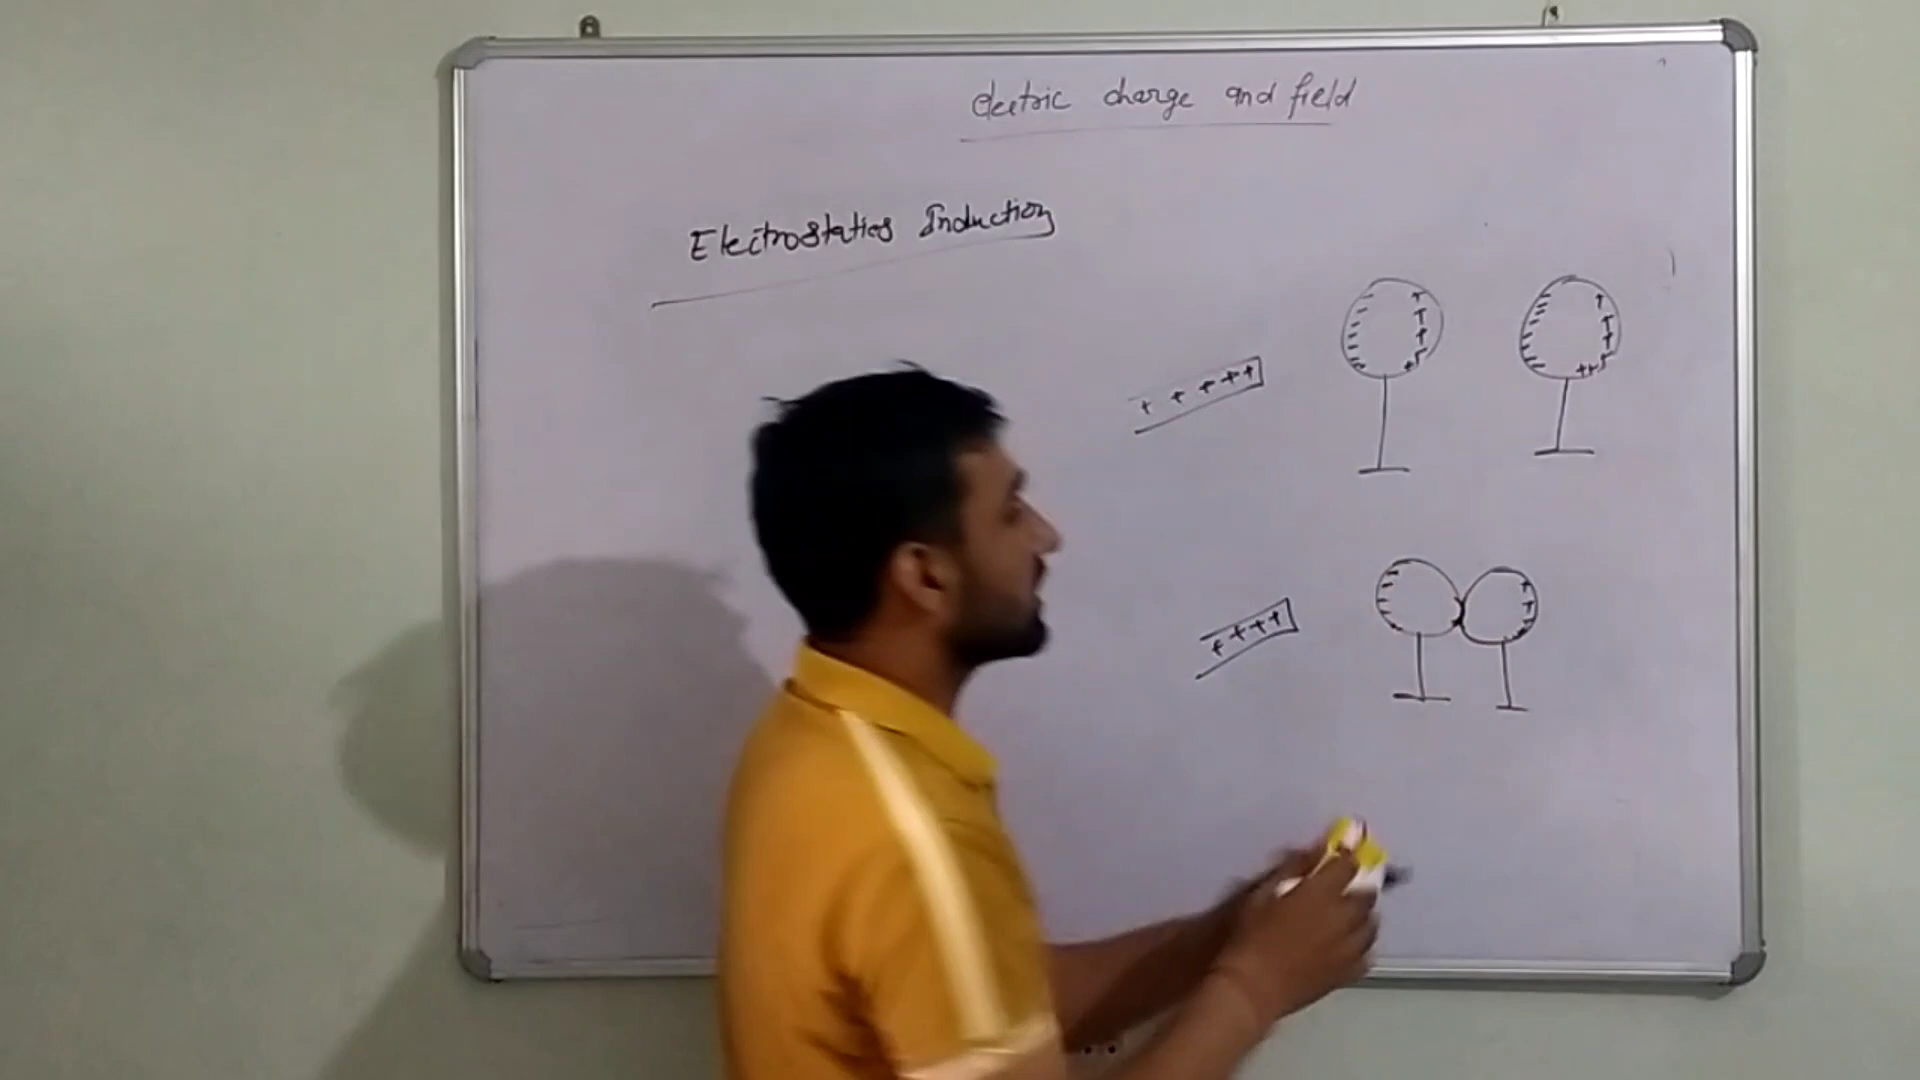 electric charge and field
Electrostatics Induction
+ + + + +
+ + + +